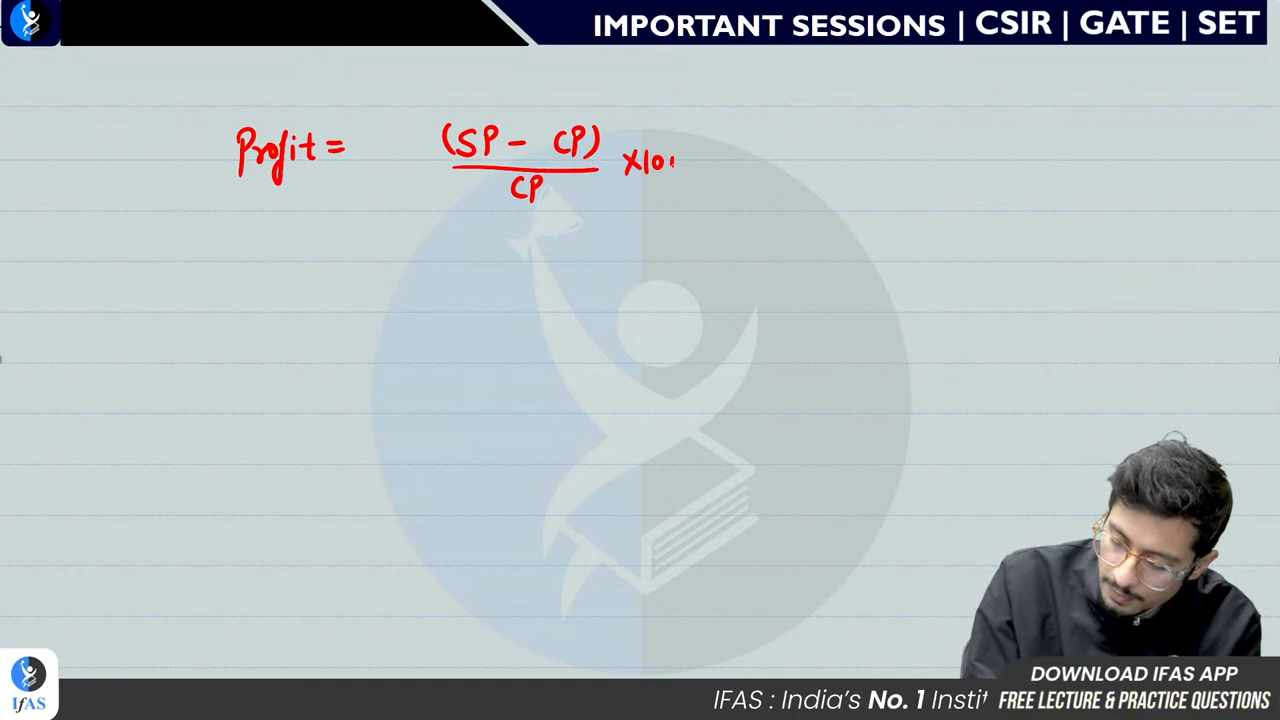 IMPORTANT SESSIONS | CSIR | GATE | SET
Profit = (SP - CP)
CP
×10
DOWNLOAD IFAS APP
IFAS : India's No. 1 Instit
FREE LECTURE & PRACTICE QUESTIONS
IfAS